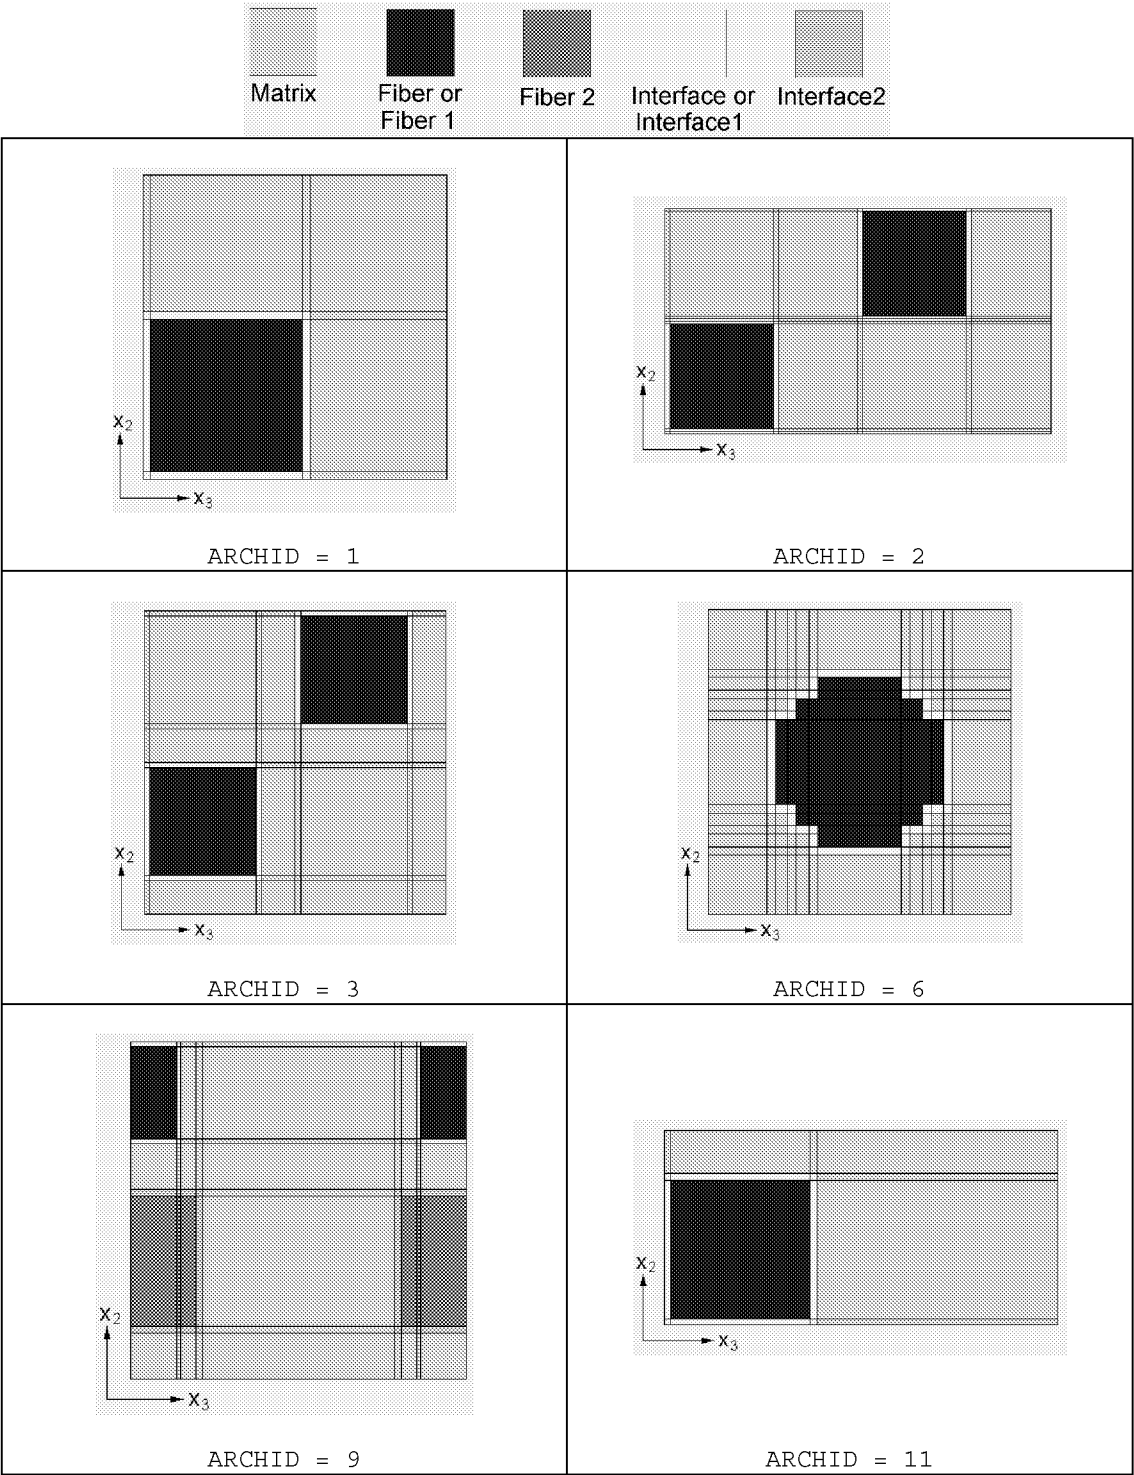 Matrix
Fiber or
Fiber 1
Fiber 2
Interface or
Interface1
Interface2
x2
x3
ARCHID = 1
x2
x3
ARCHID = 2
x2
x3
ARCHID = 3
x2
x3
ARCHID = 6
x2
x3
ARCHID = 9
x2
x3
ARCHID = 11